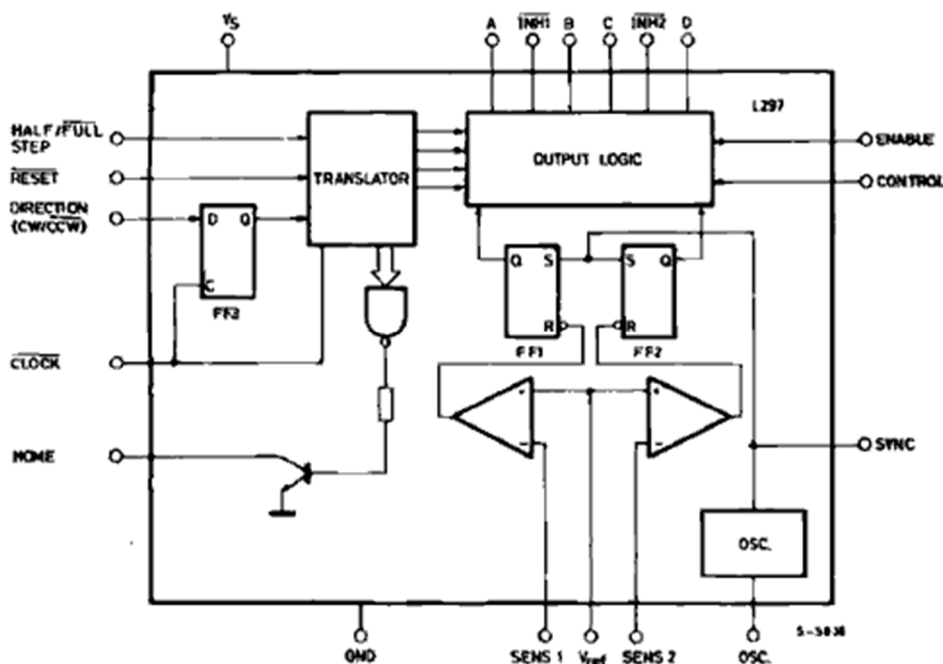 VS
A INH1 B C INH2 D
L297
HALF/FULL
STEP
RESET
DIRECTION
(CW/CCW)
CLOCK
HOME
TRANSLATOR
OUTPUT LOGIC
ENABLE
CONTROL
D Q
C
FF3
Q S
R
FF1
S Q
R
FF2
+
-
+
-
SYNC
OSC.
S-5838
GND
SENS 1
Vref
SENS 2
OSC.